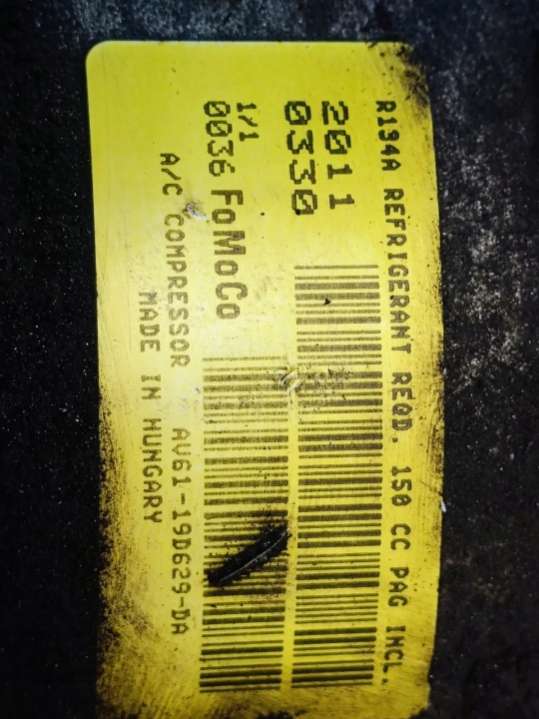 R134A REFRIGERANT REQD. 150 CC PAG INCL.
2011
0330
1/1
0036 FoMoCo
A/C COMPRESSOR AV61-19D629-DA
MADE IN HUNGARY